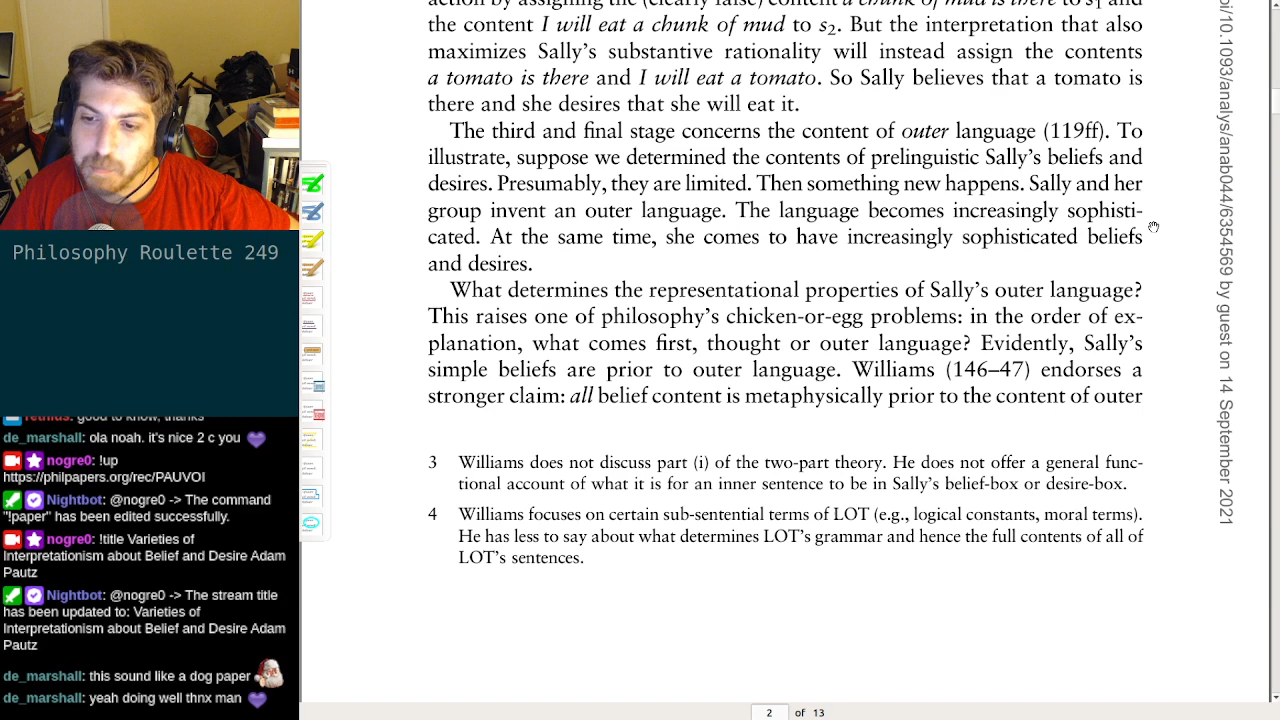 action by assigning the (clearly false) content a chunk of mud is there to s1 and
the content I will eat a chunk of mud to s2. But the interpretation that also
maximizes Sally's substantive rationality will instead assign the contents
a tomato is there and I will eat a tomato. So Sally believes that a tomato is
there and she desires that she will eat it.
The third and final stage concerns the content of outer language (119ff). To
illustrate, suppose we determined the content of prelinguistic Sally's beliefs and
desires. Presumably, they are limited. Then something new happens. Sally and her
group invent an outer language. The language becomes increasingly sophisti-
cated. At the same time, she comes to have increasingly sophisticated beliefs
and desires.
What determines the representational properties of Sally's outer language?
This raises one of philosophy's chicken-or-egg problems: in the order of ex-
planation, what comes first, thought or outer language? Evidently, Sally's
simple beliefs are prior to outer language. Williams (146–47) endorses a
stronger claim: all belief content is metaphysically prior to the content of outer
3 Williams does not discuss part (i) of this two-part story. He does not give a general func-
tional account of what it is for an inner sentence to be in Sally's belief-box or desire-box.
4 Williams focuses on certain sub-sentential terms of LOT (e.g. logical concepts, moral terms).
He has less to say about what determines LOT's grammar and hence the full contents of all of
LOT's sentences.
oi/10.1093/analys/anab044/6354569 by guest on 14 September 2021
Philosophy Roulette 249
rethius: good to know, thanks
de_marshall: ola noah. it's nice 2 c you
nogre0: !up
https://philpapers.org/rec/PAUVOI
Nightbot: @nogre0 -> The command
"!paper" has been edited successfully.
nogre0: !title Varieties of
Interpretationism about Belief and Desire Adam
Pautz
Nightbot: @nogre0 -> The stream title
has been updated to: Varieties of
Interpretationism about Belief and Desire Adam
Pautz
de_marshall: this sound like a dog paper
de_marshall: yeah doing well thnx man
2 of 13